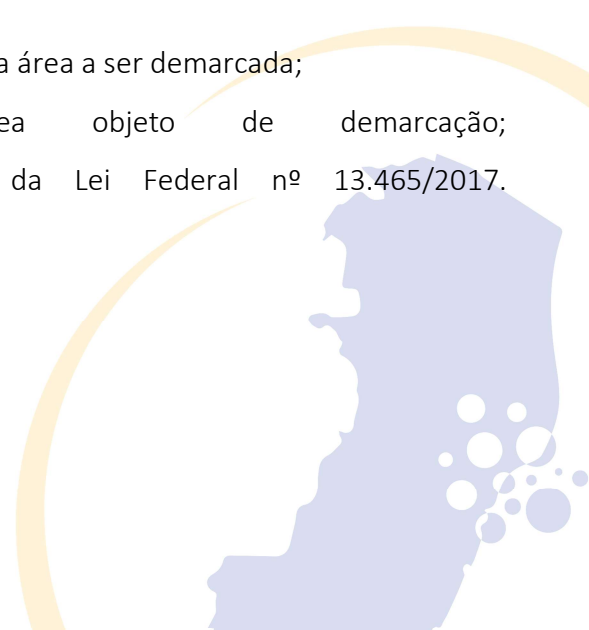 a área a ser demarcada;
ea objeto de demarcação;
da Lei Federal nº 13.465/2017.